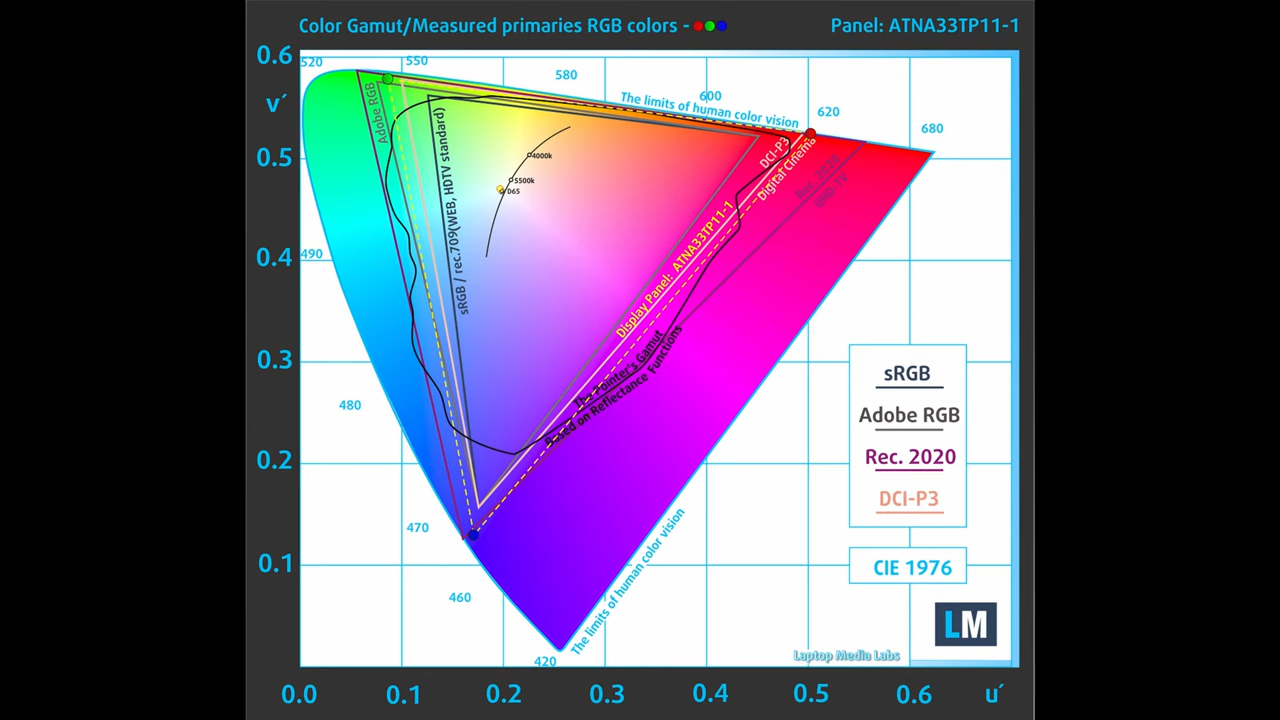 Color Gamut/Measured primaries RGB colors -
Panel: ATNA33TP11-1
0.6
v´
0.5
0.4
0.3
0.2
0.1
0.0
0.1
0.2
0.3
0.4
0.5
0.6
u´
520
550
580
600
620
680
490
480
470
460
420
The limits of human color vision
The limits of human color vision
Adobe RGB
sRGB / rec.709(WEB, HDTV standard)
4000k
5500k
D65
DCI-P3
Digital Cinema
Rec. 2020
UHD-TV
Display Panel: ATNA33TP11-1
The Pointer's Gamut
Based on Reflectance Functions
sRGB
Adobe RGB
Rec. 2020
DCI-P3
CIE 1976
LM
Laptop Media Labs